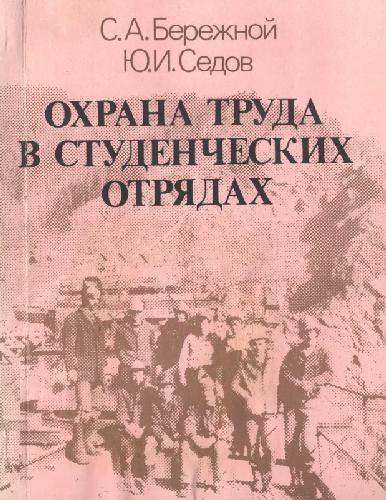 С. А. Бережной
Ю. И. Седов
ОХРАНА ТРУДА
В СТУДЕНЧЕСКИХ
ОТРЯДАХ